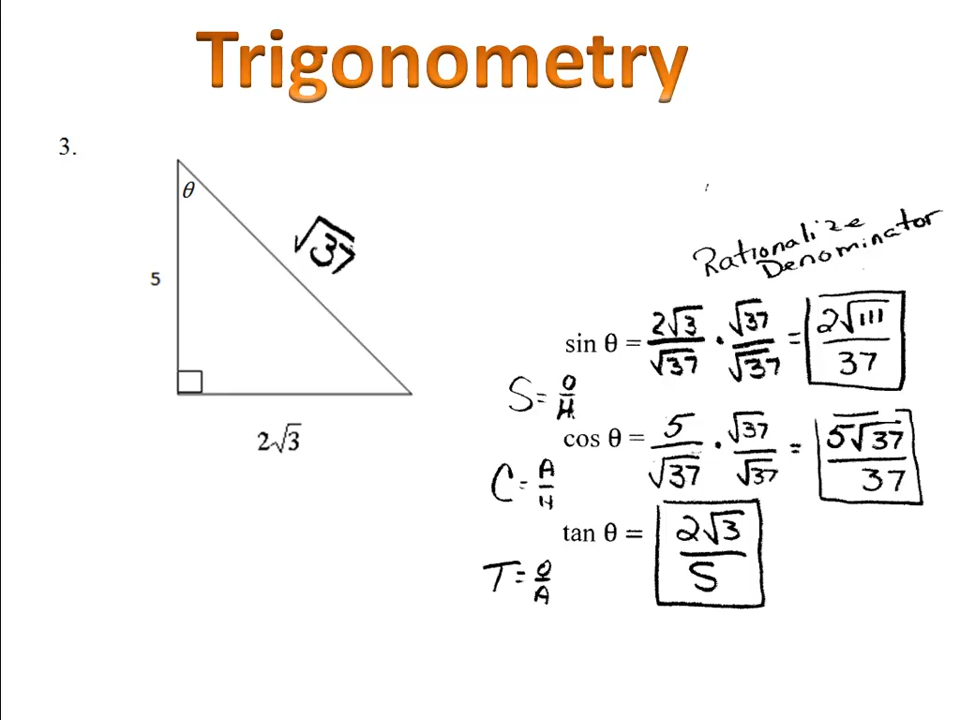 Trigonometry
3.
θ
√37
5
2√3
Rationalize
Denominator
sin θ = 2√3/√37 · √37/√37 = 2√111/37
S = O/H
cos θ = 5/√37 · √37/√37 = 5√37/37
C = A/H
tan θ = 2√3/5
T = O/A